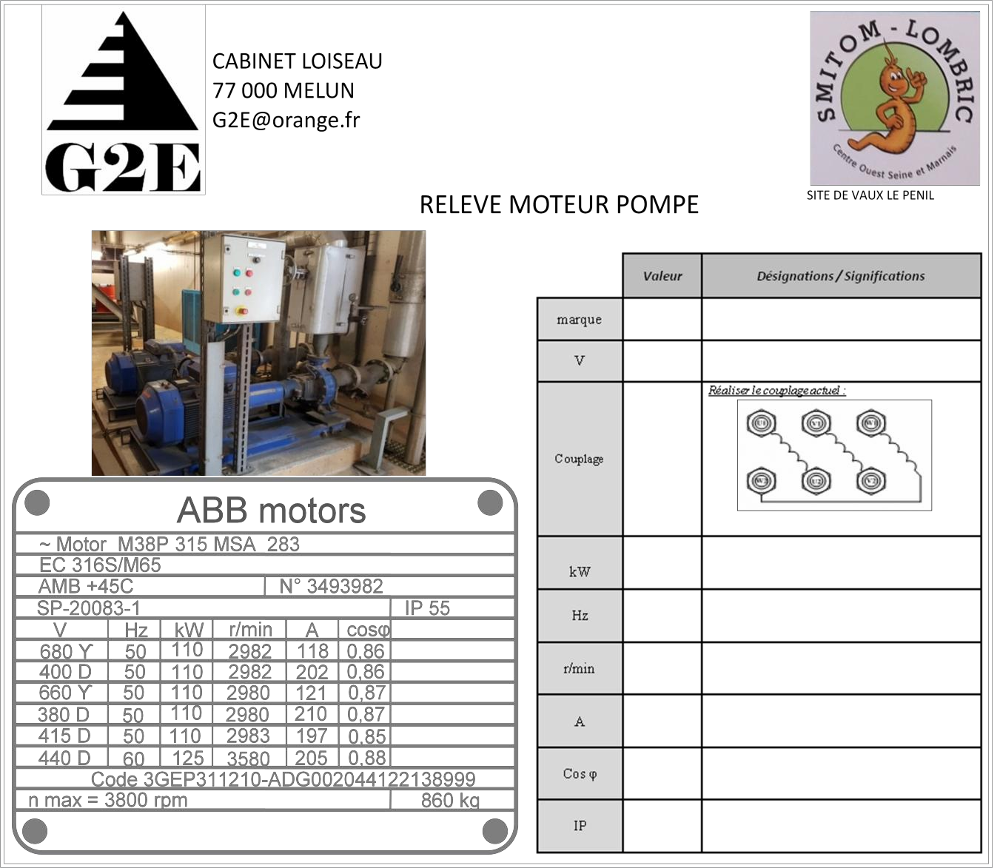 G2E
CABINET LOISEAU
77 000 MELUN
G2E@orange.fr
SMITOM - LOMBRIC
Centre Ouest Seine et Marnais
SITE DE VAUX LE PENIL
RELEVE MOTEUR POMPE
ABB motors
~ Motor M38P 315 MSA 283
EC 316S/M65
AMB +45C N° 3493982
SP-20083-1 IP 55
V Hz kW r/min A cosφ
680 Y 50 110 2982 118 0,86
400 D 50 110 2982 202 0,86
660 Y 50 110 2980 121 0,87
380 D 50 110 2980 210 0,87
415 D 50 110 2983 197 0,85
440 D 60 125 3580 205 0,88
Code 3GEP311210-ADG002044122138999
n max = 3800 rpm 860 kg
Valeur Désignations / Significations
marque
V
Couplage
Réaliser le couplage actuel :
U1 V1 W1
W2 U2 V2
kW
Hz
r/min
A
Cos φ
IP